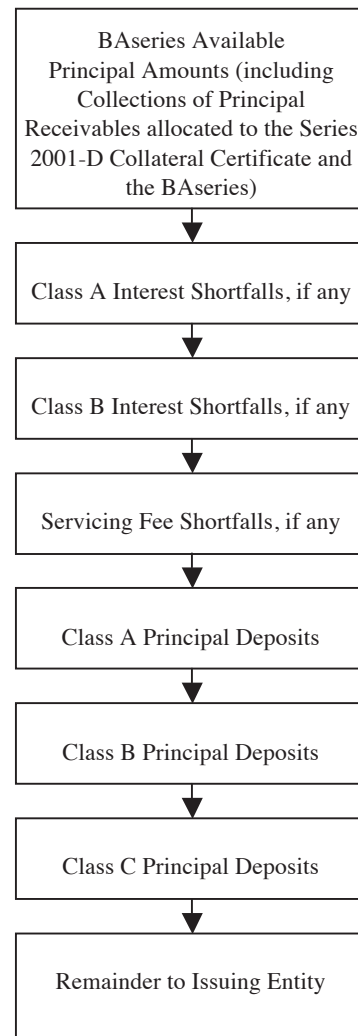 BAseries Available
Principal Amounts (including
Collections of Principal
Receivables allocated to the Series
2001-D Collateral Certificate and
the BAseries)
Class A Interest Shortfalls, if any
Class B Interest Shortfalls, if any
Servicing Fee Shortfalls, if any
Class A Principal Deposits
Class B Principal Deposits
Class C Principal Deposits
Remainder to Issuing Entity